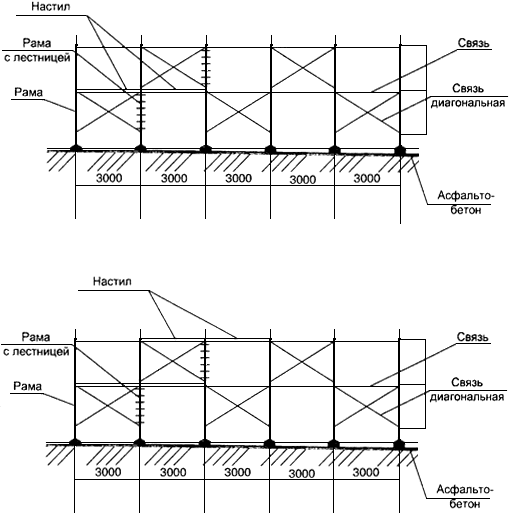 Настил
Рама
с лестницей
Связь
Рама
Связь
диагональная
3000 3000 3000 3000 3000
Асфальто-
бетон
Настил
Рама
с лестницей
Связь
Рама
Связь
диагональная
3000 3000 3000 3000 3000
Асфальто-
бетон